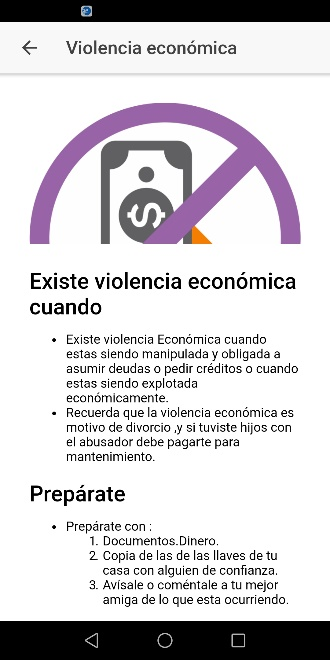 Violencia económica
$
Existe violencia económica
cuando
• Existe violencia Económica cuando
estas siendo manipulada y obligada a
asumir deudas o pedir créditos o cuando
estas siendo explotada
económicamente.
• Recuerda que la violencia económica es
motivo de divorcio ,y si tuviste hijos con
el abusador debe pagarte para
mantenimiento.
Prepárate
• Prepárate con :
1. Documentos.Dinero.
2. Copia de las de las llaves de tu
casa con alguien de confianza.
3. Avísale o coméntale a tu mejor
amiga de lo que esta ocurriendo.